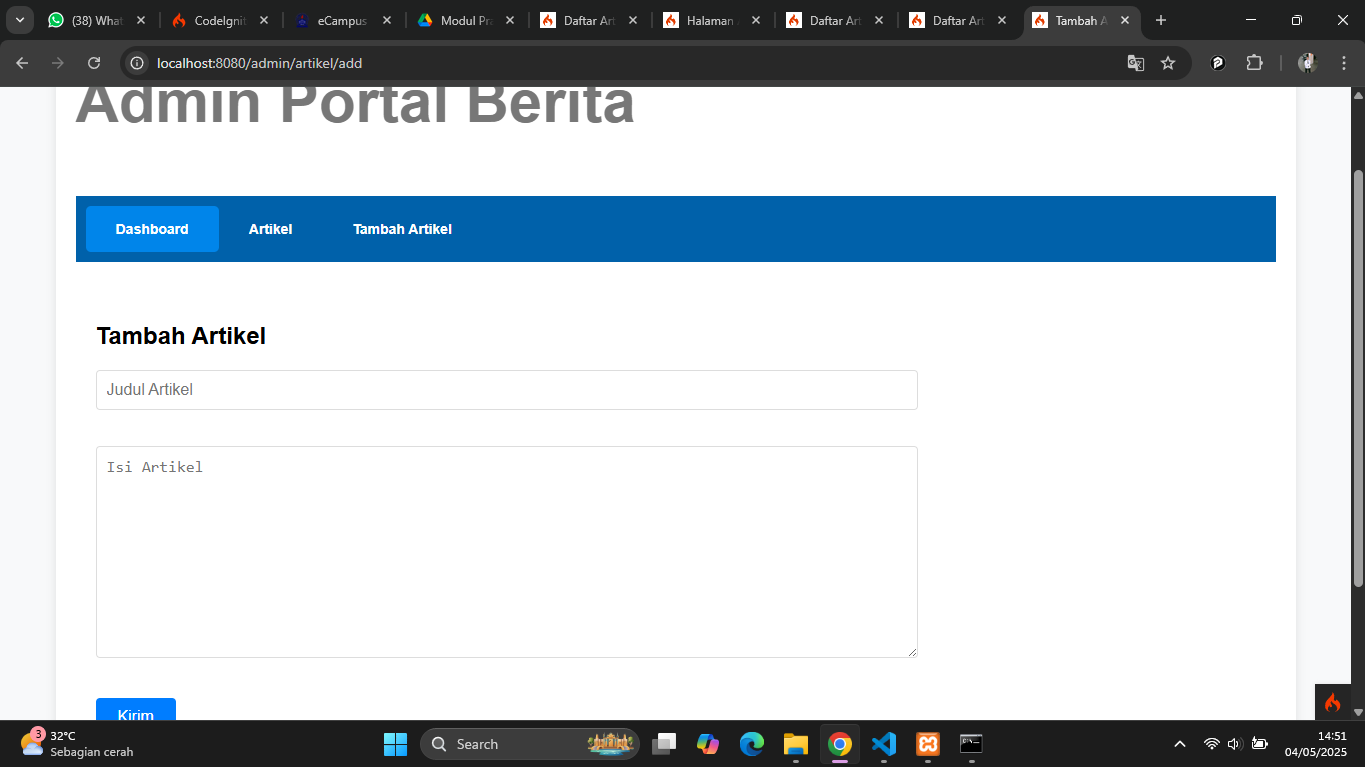 (38) What
CodeIgnit
eCampus
Modul Pra
Daftar Art
Halaman
Daftar Art
Daftar Art
Tambah A
localhost:8080/admin/artikel/add
Admin Portal Berita
Dashboard
Artikel
Tambah Artikel
Tambah Artikel
Judul Artikel
Isi Artikel
Kirim
3
32°C
Sebagian cerah
Search
14:51
04/05/2025